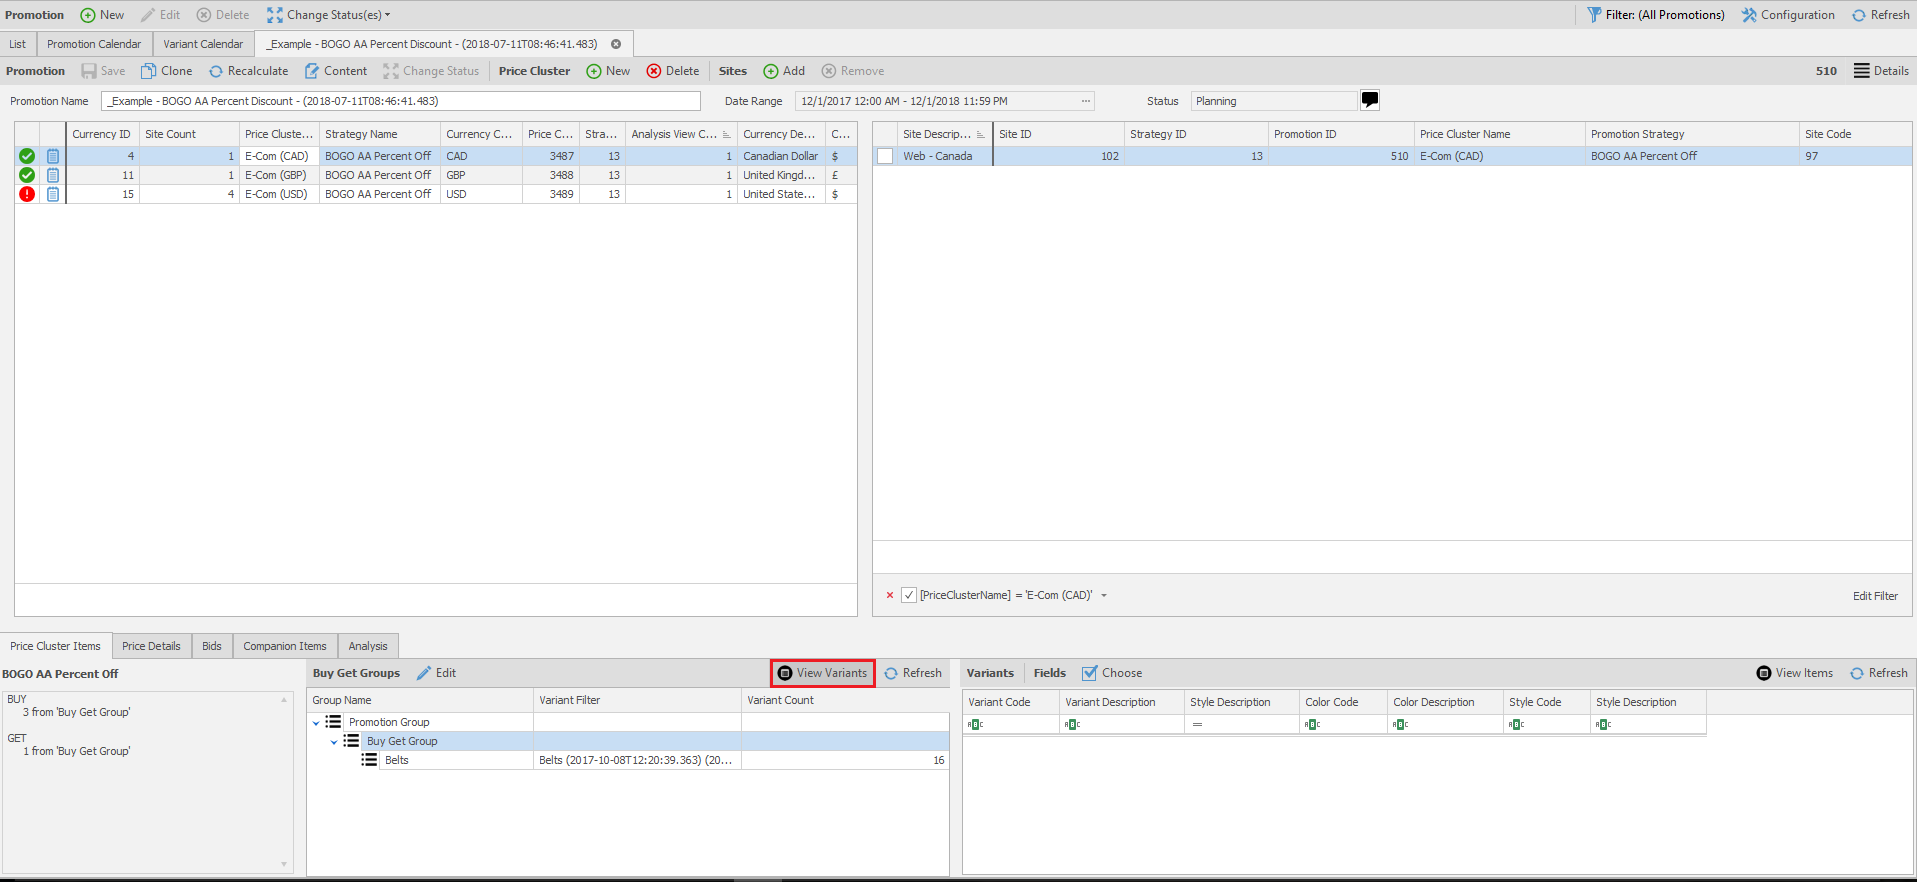 Promotion New Edit Delete Change Status(es) Filter: (All Promotions) Configuration Refresh
List Promotion Calendar Variant Calendar _Example - BOGO AA Percent Discount - (2018-07-11T08:46:41.483)
Promotion Save Clone Recalculate Content Change Status Price Cluster New Delete Sites Add Remove 510 Details
Promotion Name _Example - BOGO AA Percent Discount - (2018-07-11T08:46:41.483) Date Range 12/1/2017 12:00 AM - 12/1/2018 11:59 PM ... Status Planning
Currency ID Site Count Price Cluste... Strategy Name Currency C... Price C... Stra... Analysis View C... Currency De... C...
4 1 E-Com (CAD) BOGO AA Percent Off CAD 3487 13 1 Canadian Dollar $
11 1 E-Com (GBP) BOGO AA Percent Off GBP 3488 13 1 United Kingd... £
15 4 E-Com (USD) BOGO AA Percent Off USD 3489 13 1 United State... $
Site Descrip... Site ID Strategy ID Promotion ID Price Cluster Name Promotion Strategy Site Code
Web - Canada 102 13 510 E-Com (CAD) BOGO AA Percent Off 97
[PriceClusterName] = 'E-Com (CAD)' Edit Filter
Price Cluster Items Price Details Bids Companion Items Analysis
BOGO AA Percent Off
BUY
3 from 'Buy Get Group'
GET
1 from 'Buy Get Group'
Buy Get Groups Edit View Variants Refresh
Group Name Variant Filter Variant Count
Promotion Group
Buy Get Group
Belts Belts (2017-10-08T12:20:39.363) (20... 16
Variants Fields Choose View Items Refresh
Variant Code Variant Description Style Description Color Code Color Description Style Code Style Description
ABC ABC = ABC ABC ABC ABC